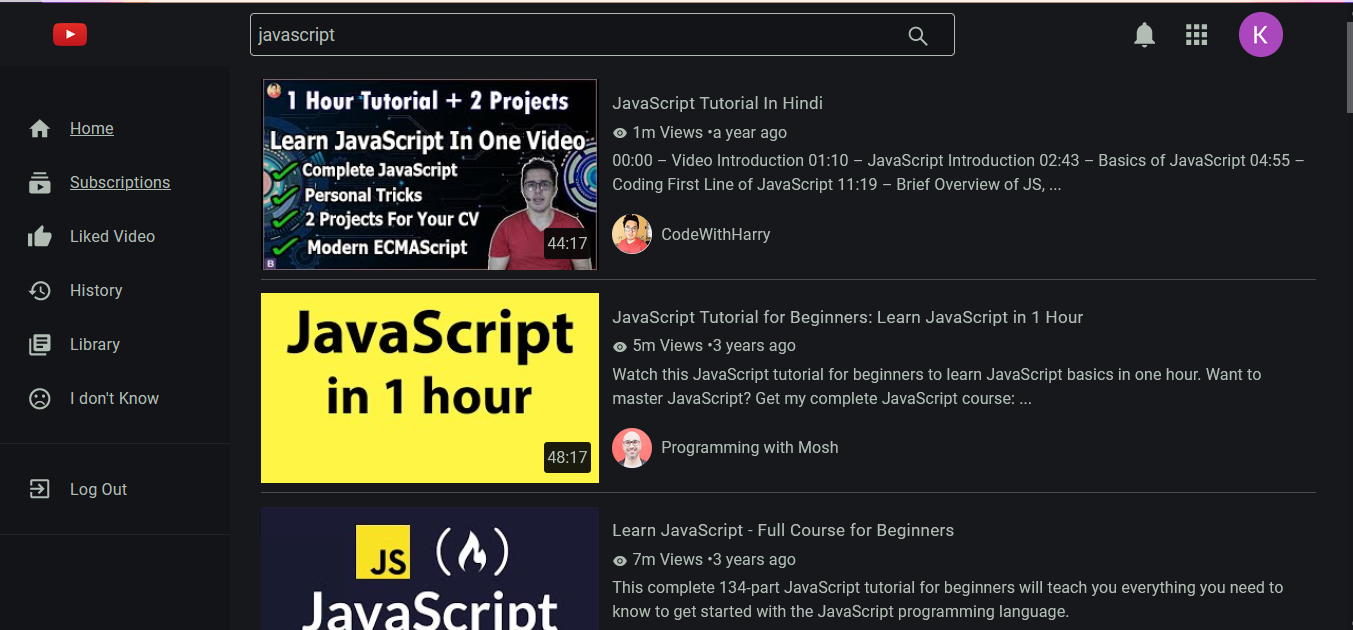 javascript
K
Home
Subscriptions
Liked Video
History
Library
I don't Know
Log Out
1 Hour Tutorial + 2 Projects
Learn JavaScript In One Video
Complete JavaScript
Personal Tricks
2 Projects For Your CV
Modern ECMAScript
B
44:17
JavaScript Tutorial In Hindi
1m Views •a year ago
00:00 – Video Introduction 01:10 – JavaScript Introduction 02:43 – Basics of JavaScript 04:55 –
Coding First Line of JavaScript 11:19 – Brief Overview of JS, ...
CodeWithHarry
JavaScript
in 1 hour
48:17
JavaScript Tutorial for Beginners: Learn JavaScript in 1 Hour
5m Views •3 years ago
Watch this JavaScript tutorial for beginners to learn JavaScript basics in one hour. Want to
master JavaScript? Get my complete JavaScript course: ...
Programming with Mosh
JS
JavaScript
Learn JavaScript - Full Course for Beginners
7m Views •3 years ago
This complete 134-part JavaScript tutorial for beginners will teach you everything you need to
know to get started with the JavaScript programming language.